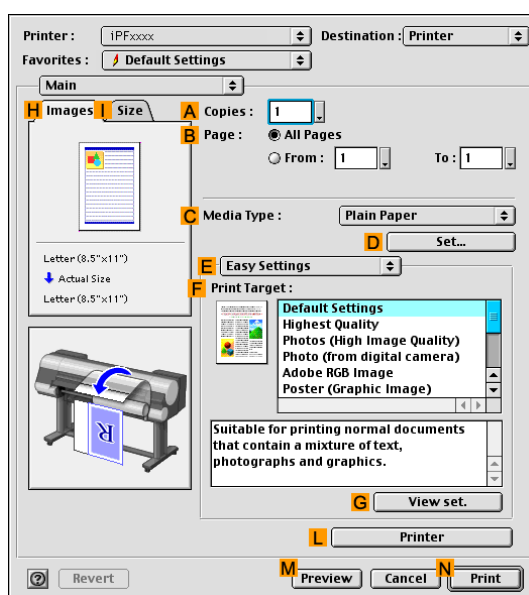 Printer : iPFxxxx Destination : Printer
Favorites : Default Settings
Main
H Images I Size
A Copies : 1
B Page : All Pages
From : 1 To : 1
C Media Type : Plain Paper
D Set...
Letter (8.5"x11")
Actual Size
Letter (8.5"x11")
E Easy Settings
F Print Target :
Default Settings
Highest Quality
Photos (High Image Quality)
Photo (from digital camera)
Adobe RGB Image
Poster (Graphic Image)
R
Suitable for printing normal documents
that contain a mixture of text,
photographs and graphics.
G View set.
L Printer
? Revert M Preview Cancel N Print